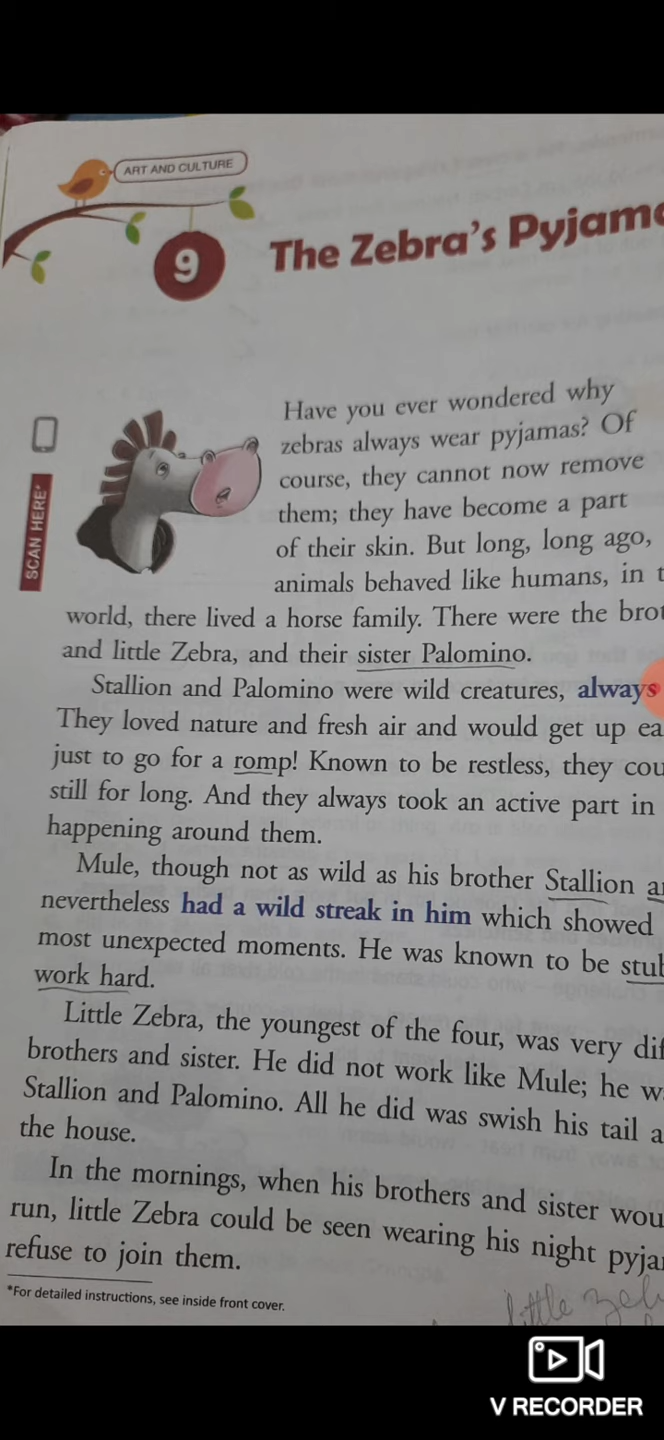 ART AND CULTURE
9
The Zebra's
SCAN HERE*
Have you ever wondered why
zebras always wear pyjamas? Of
course, they cannot now remove
them; they have become a part
of their skin. But long, long ago,
animals behaved like humans, in
world, there lived a horse family. There were the
and little Zebra, and their sister Palomino.
Stallion and Palomino were wild creatures, always
They loved nature and fresh air and would get up
just to go for a romp! Known to be restless, they
still for long. And they always took an active part in
happening around them.
Mule, though not as wild as his brother Stallion
nevertheless had a wild streak in him which showed
most unexpected moments. He was known to be
work hard.
Little Zebra, the youngest of the four, was very
brothers and sister. He did not work like Mule; he
Stallion and Palomino. All he did was swish his tail
the house.
In the mornings, when his brothers and sister
run, little Zebra could be seen wearing his night
refuse to join them.
*For detailed instructions, see inside front cover.
little
V RECORDER